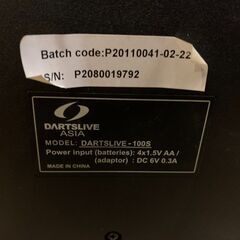 Batch code:P20110041-02-22
S/N: P2080019792
DARTSLIVE
ASIA
MODEL: DARTSLIVE-100S
Power input (batteries): 4x1.5V AA /
(adaptor) : DC 6V 0.3A
MADE IN CHINA